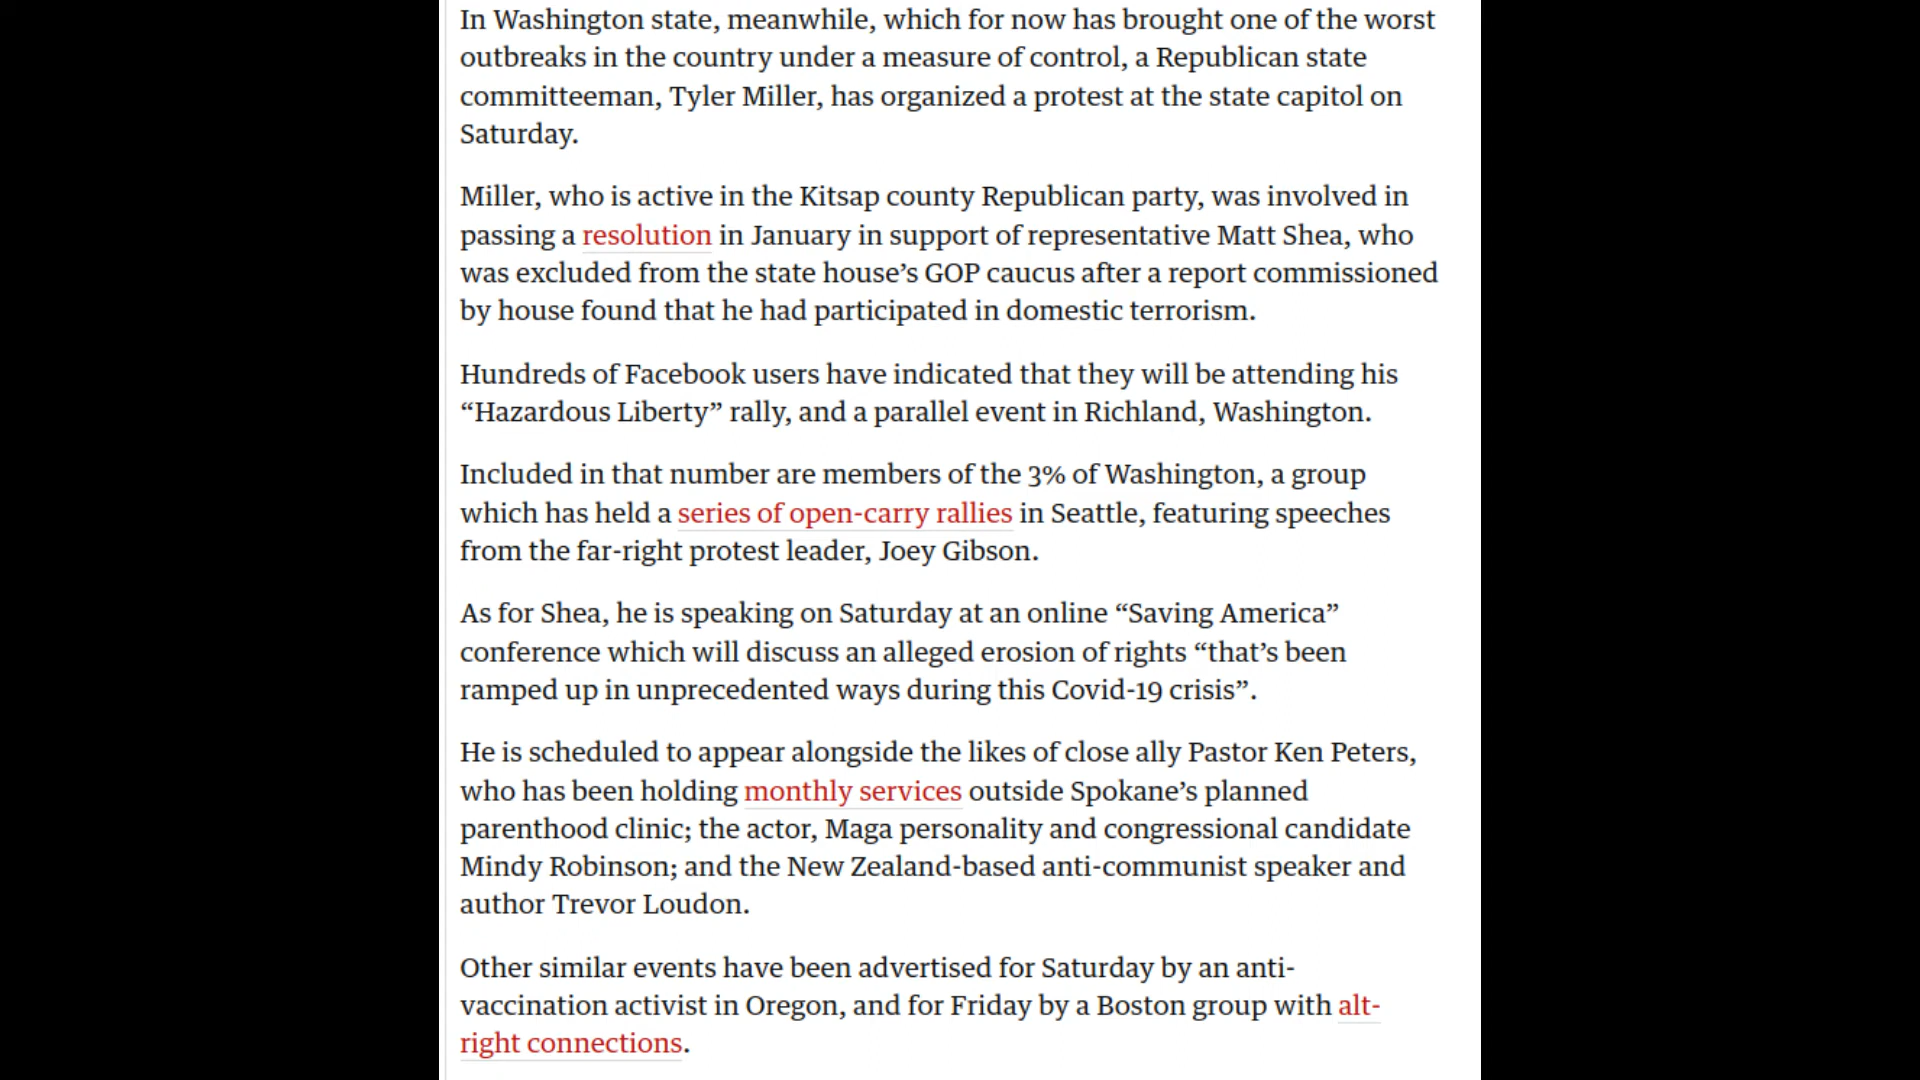 In Washington state, meanwhile, which for now has brought one of the worst
outbreaks in the country under a measure of control, a Republican state
committeeman, Tyler Miller, has organized a protest at the state capitol on
Saturday.
Miller, who is active in the Kitsap county Republican party, was involved in
passing a resolution in January in support of representative Matt Shea, who
was excluded from the state house’s GOP caucus after a report commissioned
by house found that he had participated in domestic terrorism.
Hundreds of Facebook users have indicated that they will be attending his
“Hazardous Liberty” rally, and a parallel event in Richland, Washington.
Included in that number are members of the 3% of Washington, a group
which has held a series of open-carry rallies in Seattle, featuring speeches
from the far-right protest leader, Joey Gibson.
As for Shea, he is speaking on Saturday at an online “Saving America”
conference which will discuss an alleged erosion of rights “that’s been
ramped up in unprecedented ways during this Covid-19 crisis”.
He is scheduled to appear alongside the likes of close ally Pastor Ken Peters,
who has been holding monthly services outside Spokane’s planned
parenthood clinic; the actor, Maga personality and congressional candidate
Mindy Robinson; and the New Zealand-based anti-communist speaker and
author Trevor Loudon.
Other similar events have been advertised for Saturday by an anti-
vaccination activist in Oregon, and for Friday by a Boston group with alt-
right connections.